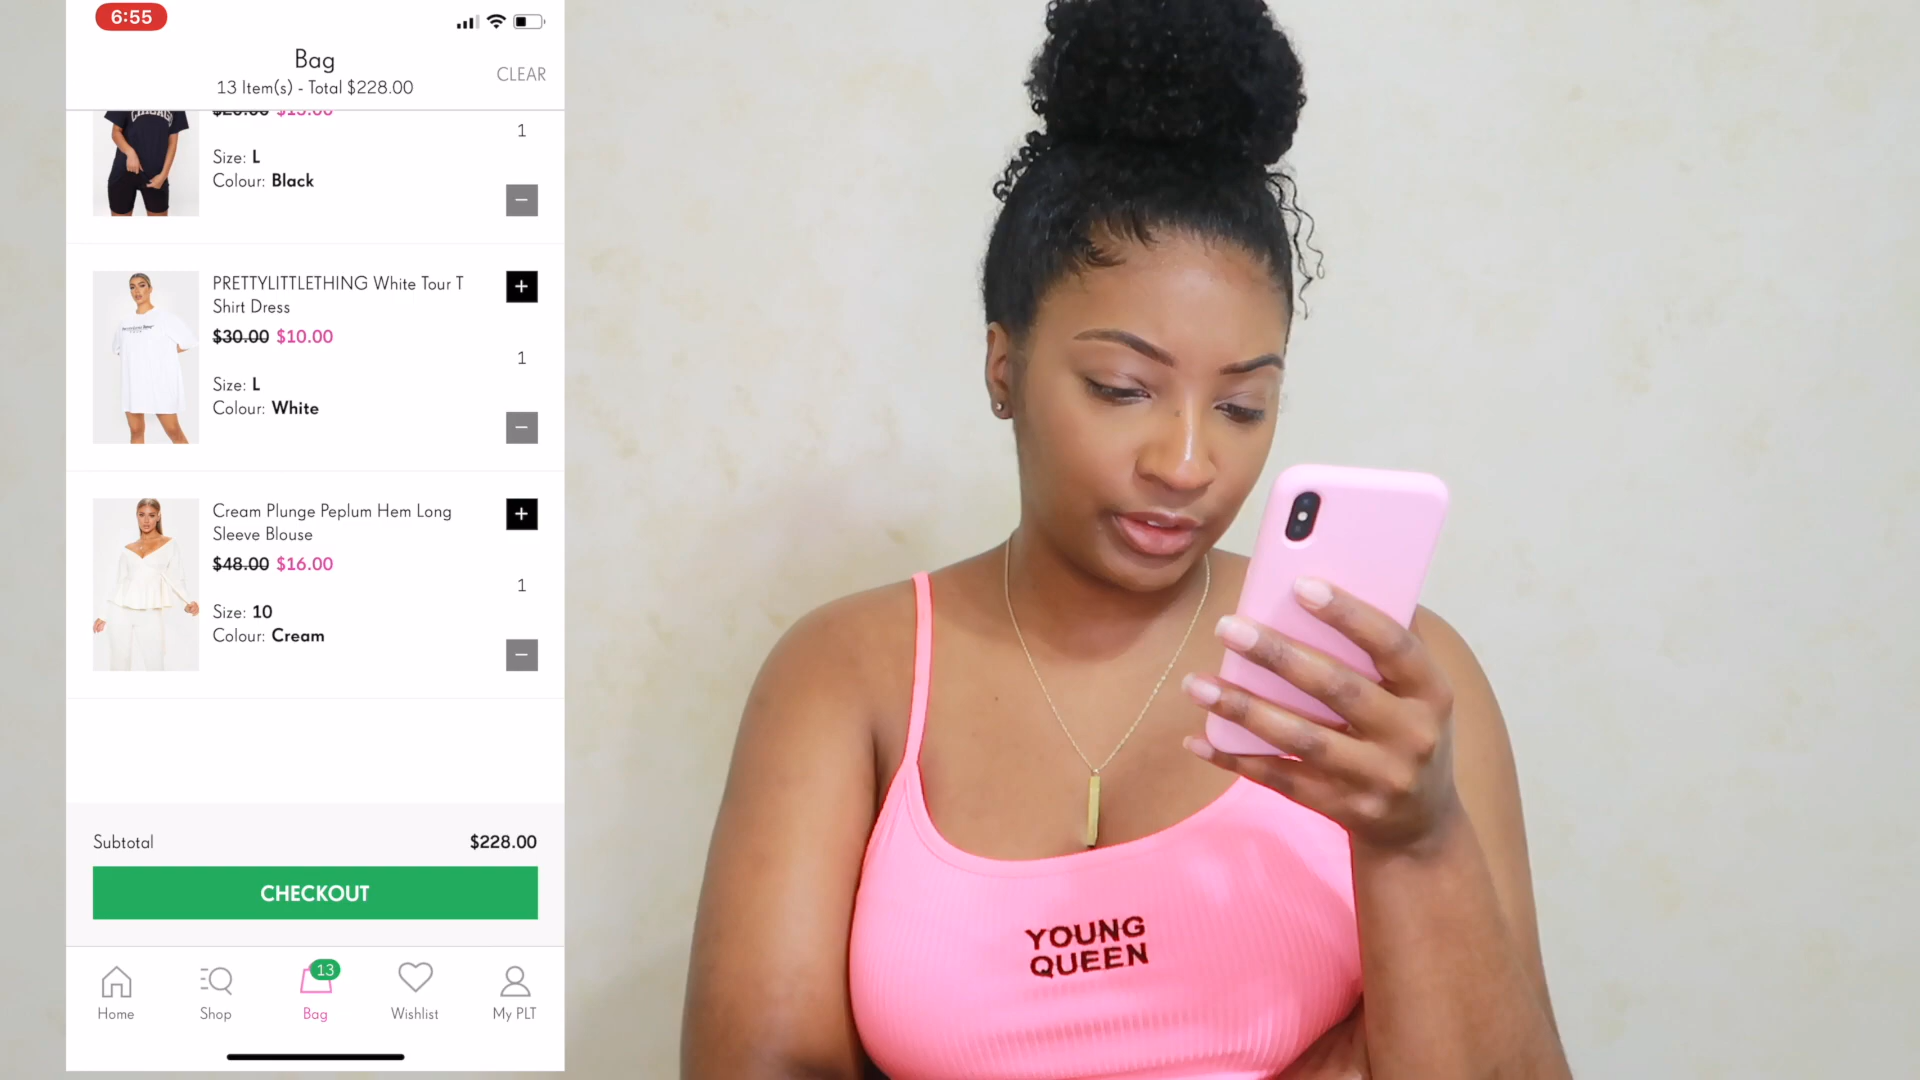 6:55
Bag
13 Item(s) - Total $228.00
CLEAR
1
Size: L
Colour: Black
PRETTYLITTLETHING White Tour T
Shirt Dress
$30.00 $10.00
1
Size: L
Colour: White
Cream Plunge Peplum Hem Long
Sleeve Blouse
$48.00 $16.00
1
Size: 10
Colour: Cream
Subtotal
$228.00
CHECKOUT
13
Home
Shop
Bag
Wishlist
My PLT
YOUNG
QUEEN